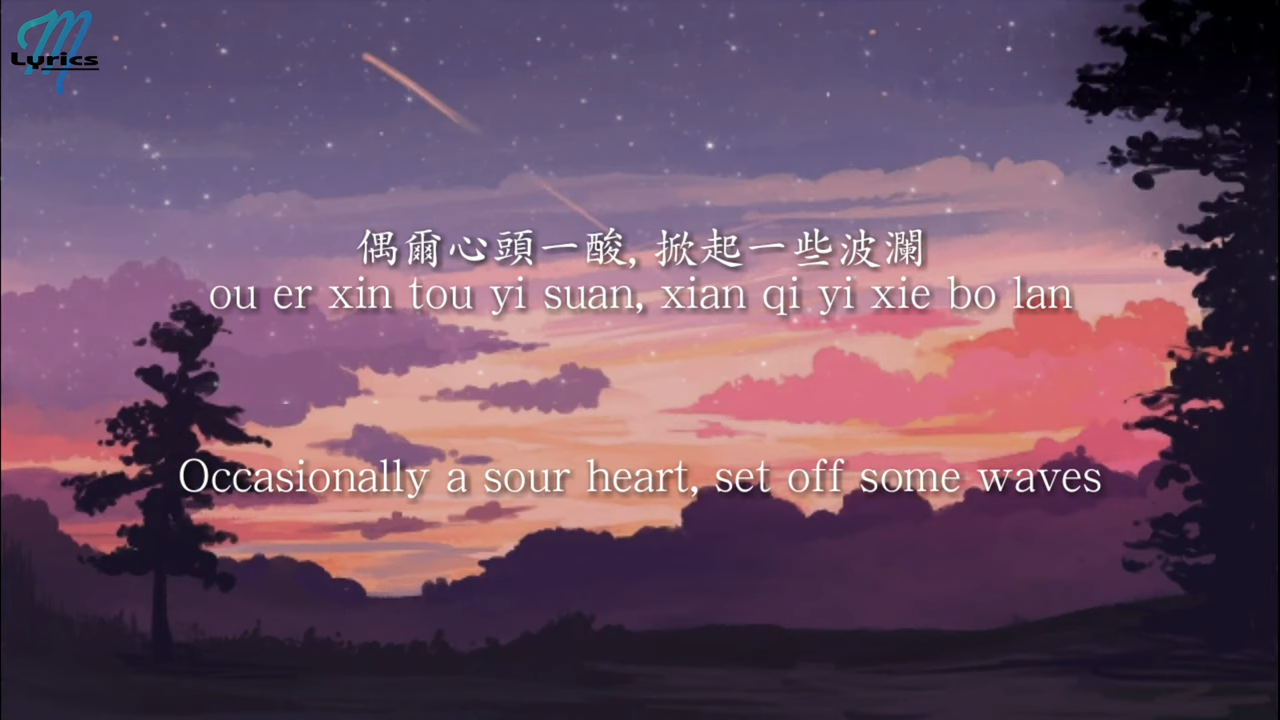 M
Lyrics
偶爾心頭一酸, 掀起一些波瀾
ou er xin tou yi suan, xian qi yi xie bo lan
Occasionally a sour heart, set off some waves